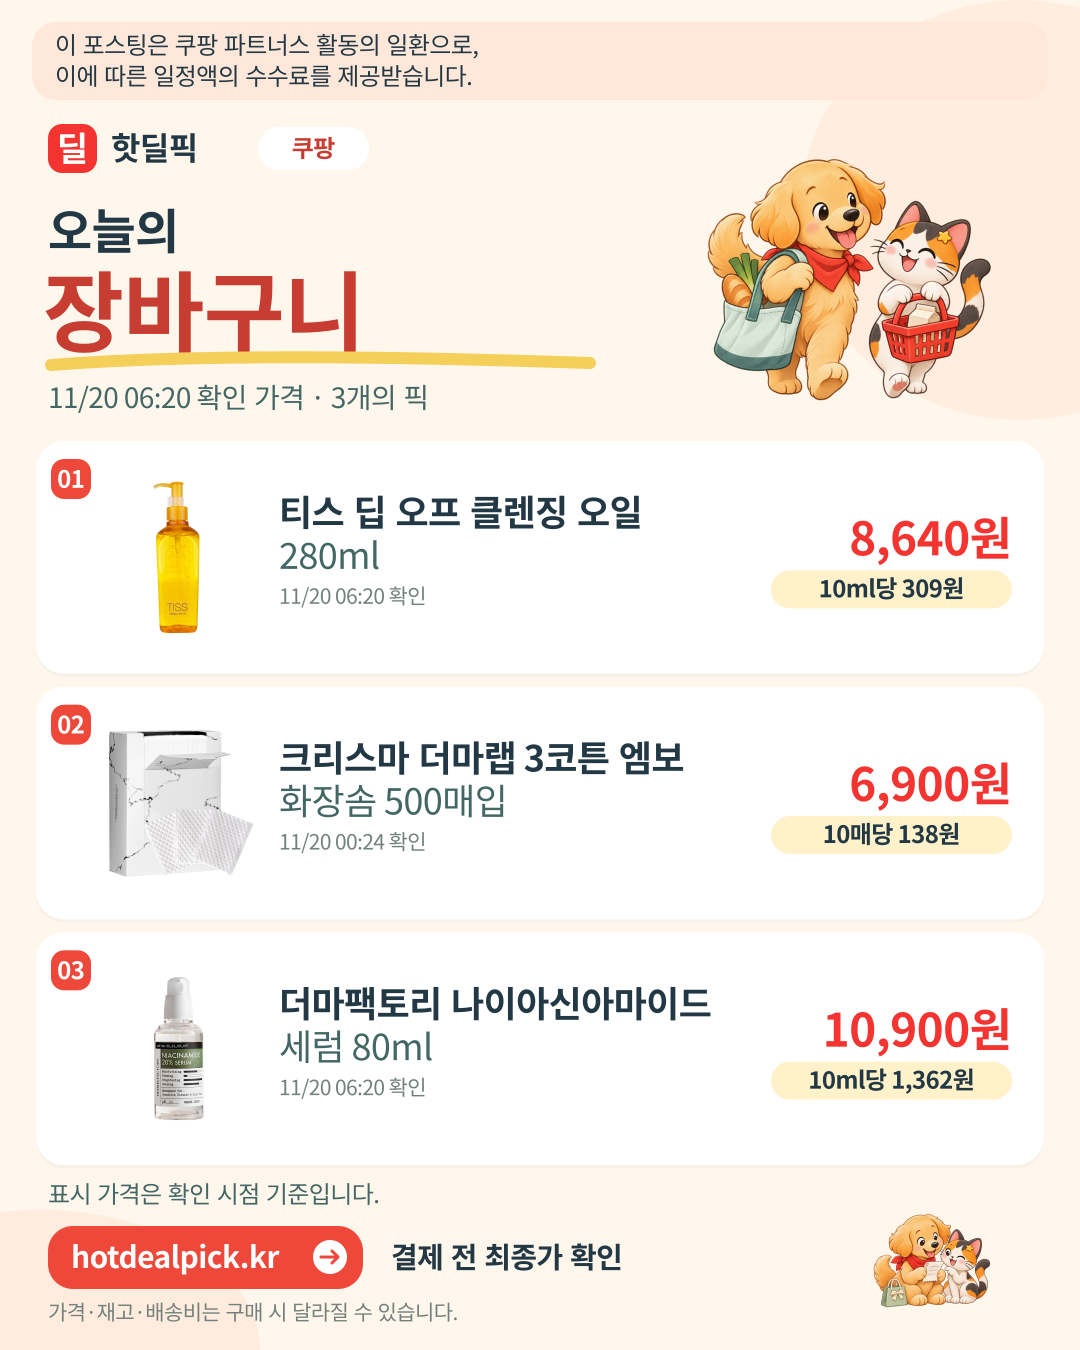 이 포스팅은 쿠팡 파트너스 활동의 일환으로,
이에 따른 일정액의 수수료를 제공받습니다.
딜 핫딜픽 쿠팡
오늘의
장바구니
11/20 06:20 확인 가격 · 3개의 픽
01
티스 딥 오프 클렌징 오일
280ml
11/20 06:20 확인
8,640원
10ml당 309원
TISS
02
크리스마 더마랩 3코튼 엠보
화장솜 500매입
11/20 00:24 확인
6,900원
10매당 138원
03
더마팩토리 나이아신아마이드
세럼 80ml
11/20 06:20 확인
10,900원
10ml당 1,362원
NIACINAMIDE
20% SERUM
표시 가격은 확인 시점 기준입니다.
hotdealpick.kr
결제 전 최종가 확인
가격·재고·배송비는 구매 시 달라질 수 있습니다.